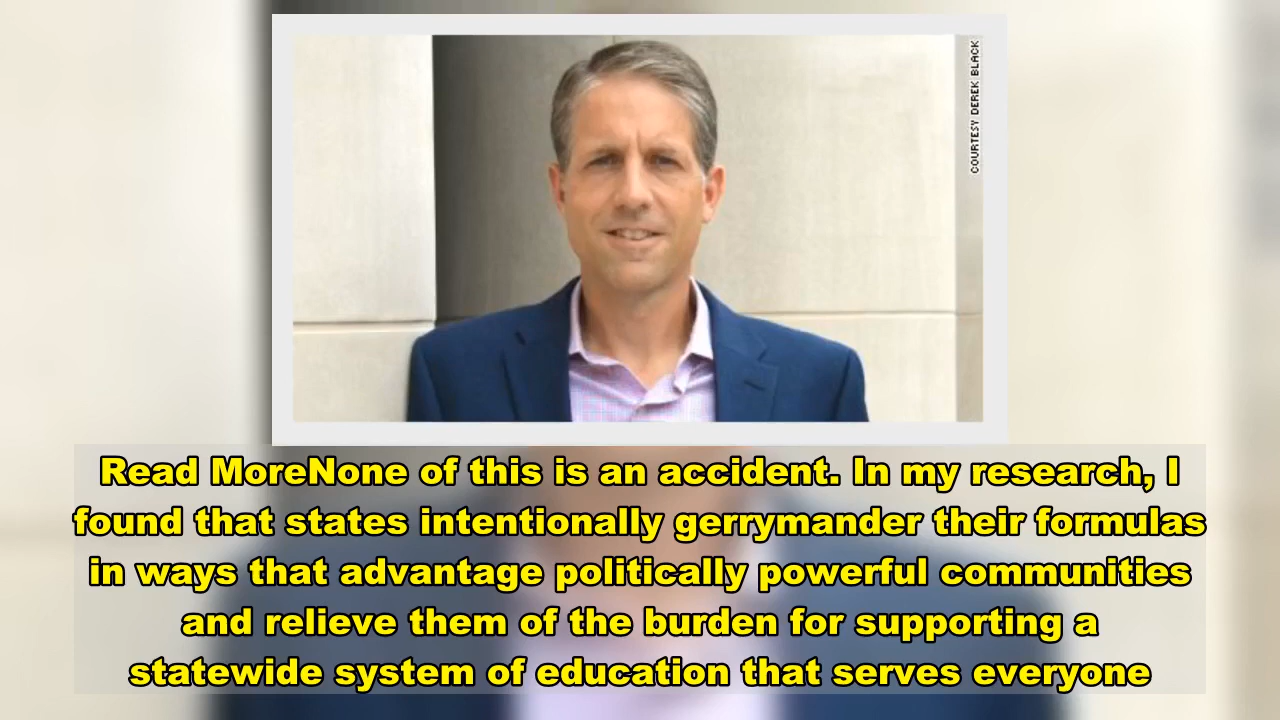 COURTESY DEREK BLACK
Read MoreNone of this is an accident. In my research, I
found that states intentionally gerrymander their formulas
in ways that advantage politically powerful communities
and relieve them of the burden for supporting a
statewide system of education that serves everyone